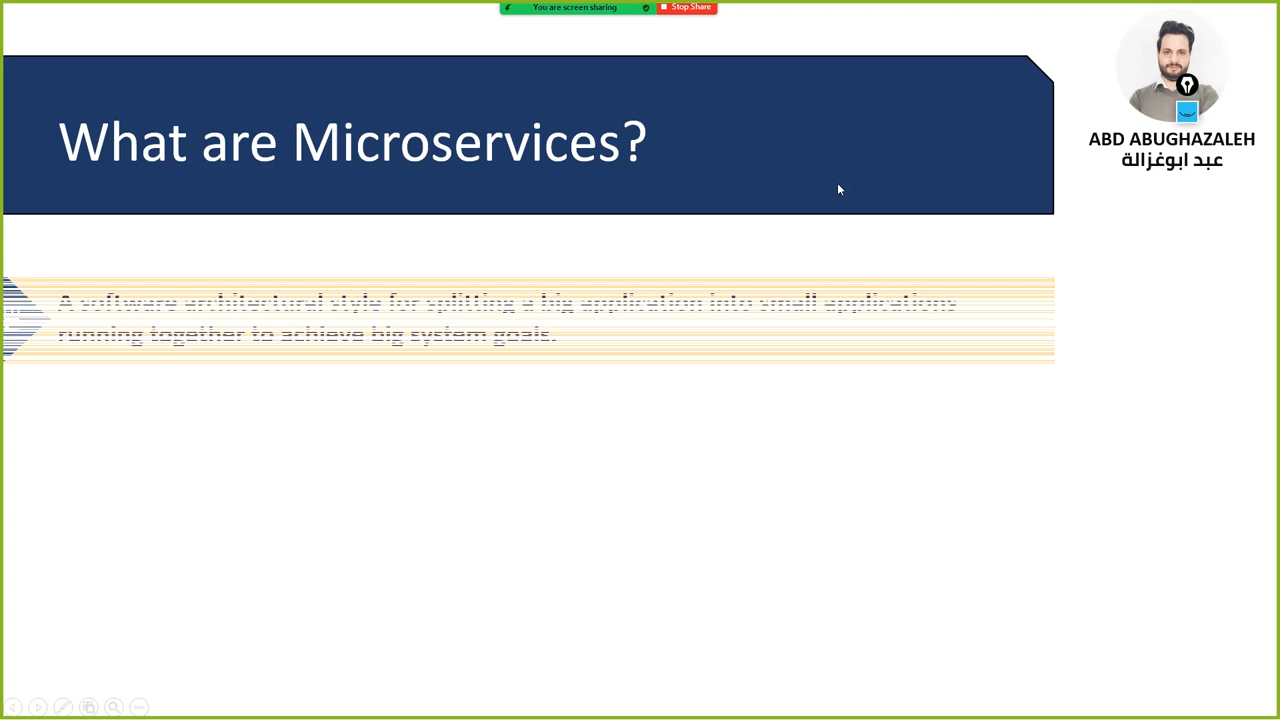 You are screen sharing
Stop Share
What are Microservices?
ABD ABUGHAZALEH
عبد ابوغزالة
A software architectural style for splitting a big application into small applications
running together to achieve big system goals.